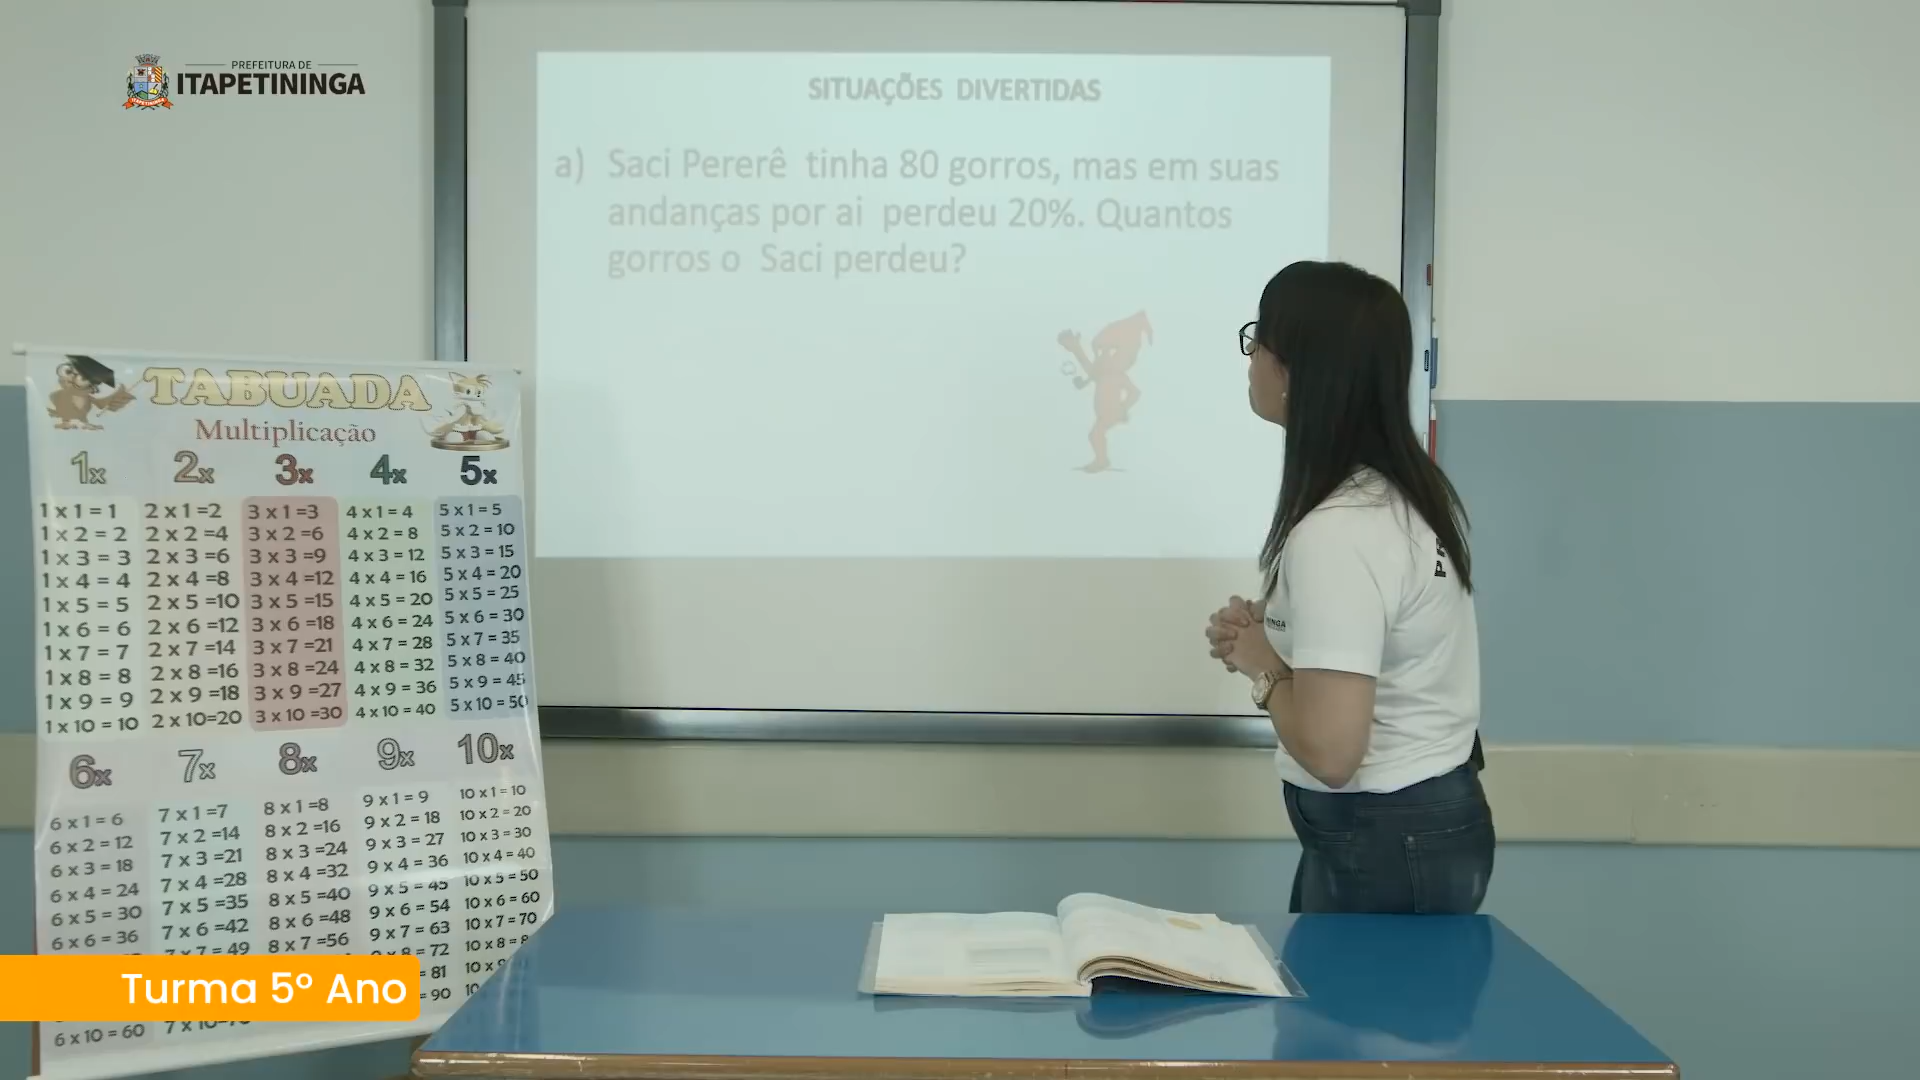 PREFEITURA DE
ITAPETININGA
SITUAÇÕES DIVERTIDAS
a) Saci Pererê tinha 80 gorros, mas em suas
andanças por ai perdeu 20%. Quantos
gorros o Saci perdeu?
TABUADA
Multiplicação
1x 2x 3x 4x 5x
1 x 1 = 1 2 x 1 =2 3 x 1 =3 4 x 1 = 4 5 x 1 = 5
1 x 2 = 2 2 x 2 =4 3 x 2 =6 4 x 2 = 8 5 x 2 = 10
1 x 3 = 3 2 x 3 =6 3 x 3 =9 4 x 3 = 12 5 x 3 = 15
1 x 4 = 4 2 x 4 =8 3 x 4 =12 4 x 4 = 16 5 x 4 = 20
1 x 5 = 5 2 x 5 =10 3 x 5 =15 4 x 5 = 20 5 x 5 = 25
1 x 6 = 6 2 x 6 =12 3 x 6 =18 4 x 6 = 24 5 x 6 = 30
1 x 7 = 7 2 x 7 =14 3 x 7 =21 4 x 7 = 28 5 x 7 = 35
1 x 8 = 8 2 x 8 =16 3 x 8 =24 4 x 8 = 32 5 x 8 = 40
1 x 9 = 9 2 x 9 =18 3 x 9 =27 4 x 9 = 36 5 x 9 = 45
1 x 10 = 10 2 x 10=20 3 x 10 =30 4 x 10 = 40 5 x 10 = 50
6x 7x 8x 9x 10x
6 x 1 = 6 7 x 1 =7 8 x 1 =8 9 x 1 = 9 10 x 1 = 10
6 x 2 = 12 7 x 2 =14 8 x 2 =16 9 x 2 = 18 10 x 2 = 20
6 x 3 = 18 7 x 3 =21 8 x 3 =24 9 x 3 = 27 10 x 3 = 30
6 x 4 = 24 7 x 4 =28 8 x 4 =32 9 x 4 = 36 10 x 4 = 40
6 x 5 = 30 7 x 5 =35 8 x 5 =40 9 x 5 = 45 10 x 5 = 50
6 x 6 = 36 7 x 6 =42 8 x 6 =48 9 x 6 = 54 10 x 6 = 60
7 x 7 = 49 8 x 7 =56 9 x 7 = 63 10 x 7 = 70
= 72 10 x 8 =
= 81 10 x
= 90 10
6 x 10 = 60
Turma 5º Ano